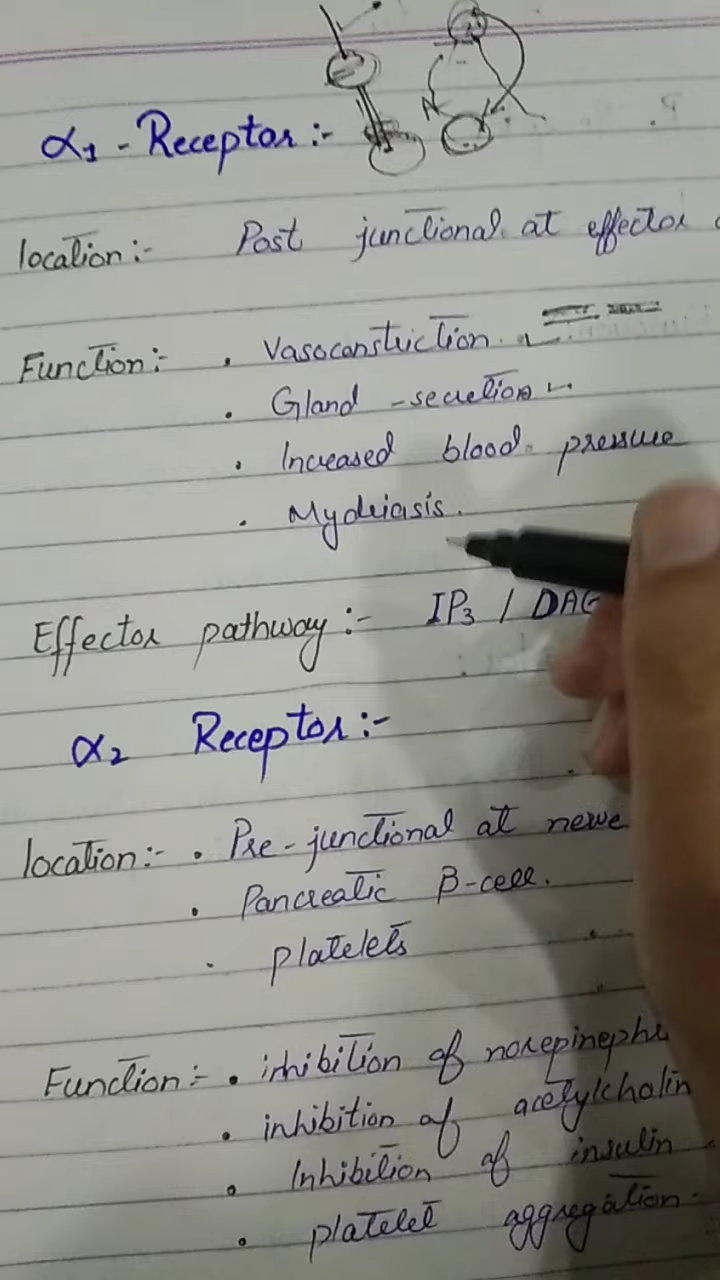 α1 - Receptor :-
location :- Post junctional at effector
Function :- . Vasoconstriction.
. Gland - secretion
. Increased blood pressure
. Mydriasis.
Effector pathway :- IP3 / DAG
α2 Receptor :-
location :- . Pre-junctional at nerve
. Pancreatic β-cell.
. Platelets
Function :- . inhibition of norepinephr
. inhibition of acetylcholin
. Inhibition of insulin
. platelet aggregation.